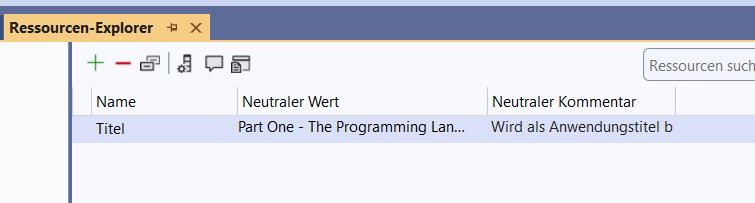 Ressourcen-Explorer
Ressourcen such
Name Neutraler Wert Neutraler Kommentar
Titel Part One - The Programming Lan... Wird als Anwendungstitel b